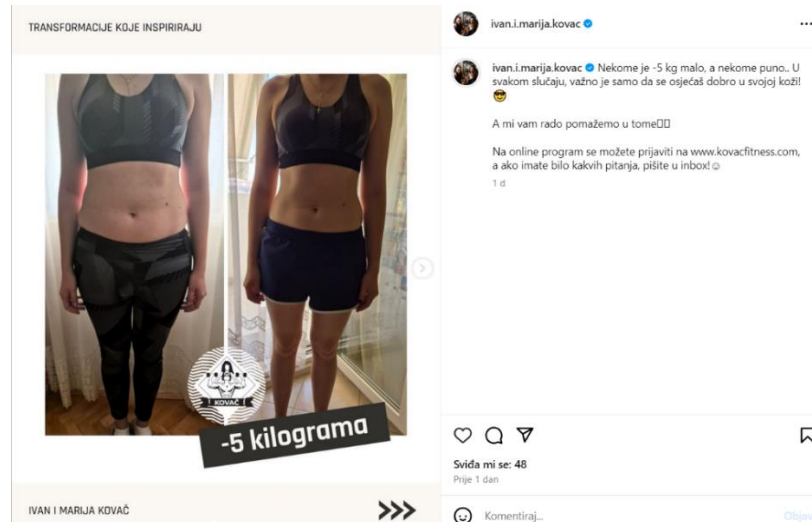 TRANSFORMACIJE KOJE INSPIRIRAJU
KOVAČ
-5 kilograma
IVAN I MARIJA KOVAČ
ivan.i.marija.kovac
ivan.i.marija.kovac Nekome je -5 kg malo, a nekome puno.. U
svakom slučaju, važno je samo da se osjećaš dobro u svojoj koži!
😎
A mi vam rado pomažemo u tome
Na online program se možete prijaviti na www.kovacfitness.com,
a ako imate bilo kakvih pitanja, pišite u inbox!☺
1 d
Sviđa mi se: 48
Prije 1 dan
Komentiraj...
Objavi